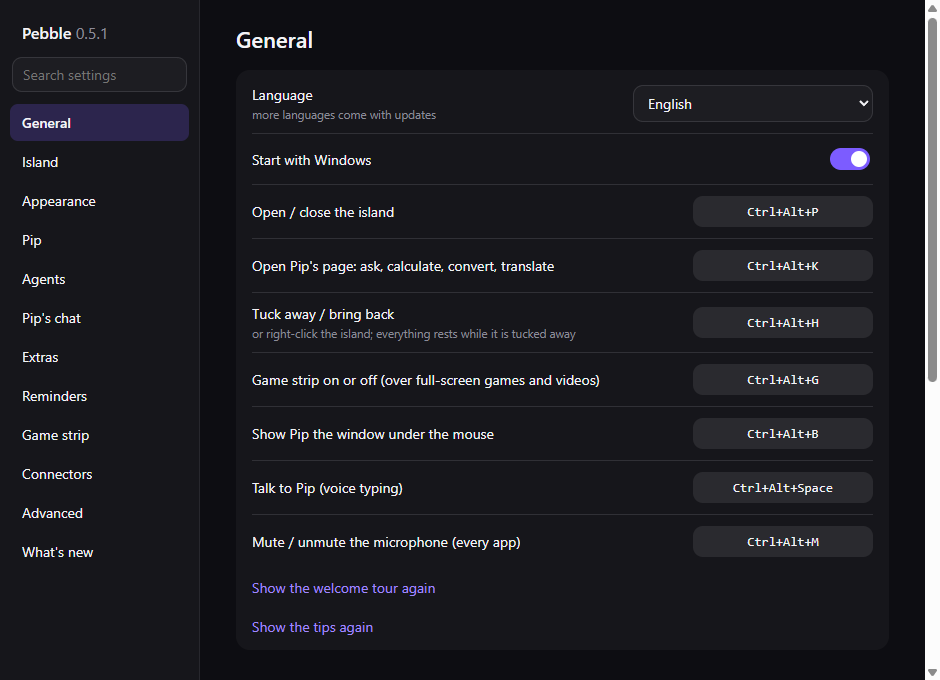 Pebble 0.5.1
Search settings
General
Island
Appearance
Pip
Agents
Pip's chat
Extras
Reminders
Game strip
Connectors
Advanced
What's new
General
Language
more languages come with updates
English
Start with Windows
Open / close the island
Ctrl+Alt+P
Open Pip's page: ask, calculate, convert, translate
Ctrl+Alt+K
Tuck away / bring back
or right-click the island; everything rests while it is tucked away
Ctrl+Alt+H
Game strip on or off (over full-screen games and videos)
Ctrl+Alt+G
Show Pip the window under the mouse
Ctrl+Alt+B
Talk to Pip (voice typing)
Ctrl+Alt+Space
Mute / unmute the microphone (every app)
Ctrl+Alt+M
Show the welcome tour again
Show the tips again